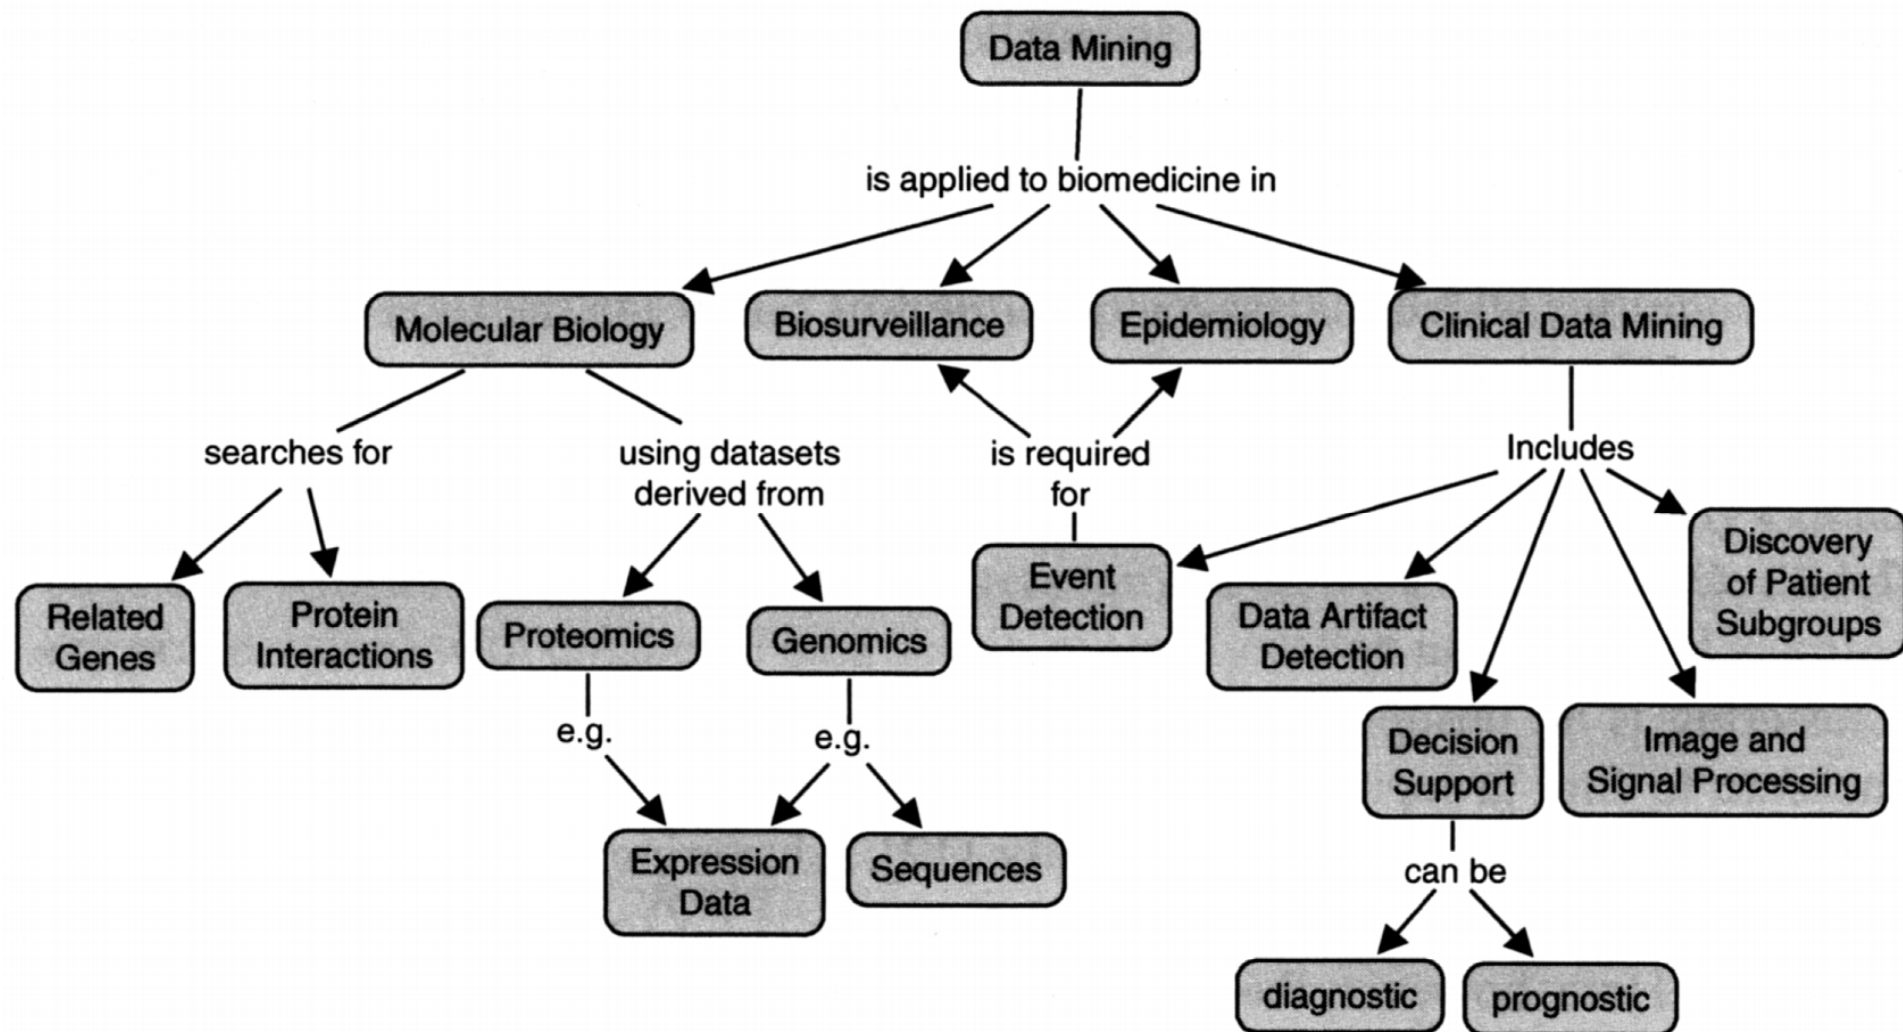 Data Mining
is applied to biomedicine in
Molecular Biology
Biosurveillance
Epidemiology
Clinical Data Mining
searches for
using datasets
derived from
is required
for
Includes
Related
Genes
Protein
Interactions
Proteomics
Genomics
Event
Detection
Data Artifact
Detection
Discovery
of Patient
Subgroups
e.g.
e.g.
Decision
Support
Image and
Signal Processing
Expression
Data
Sequences
can be
diagnostic
prognostic